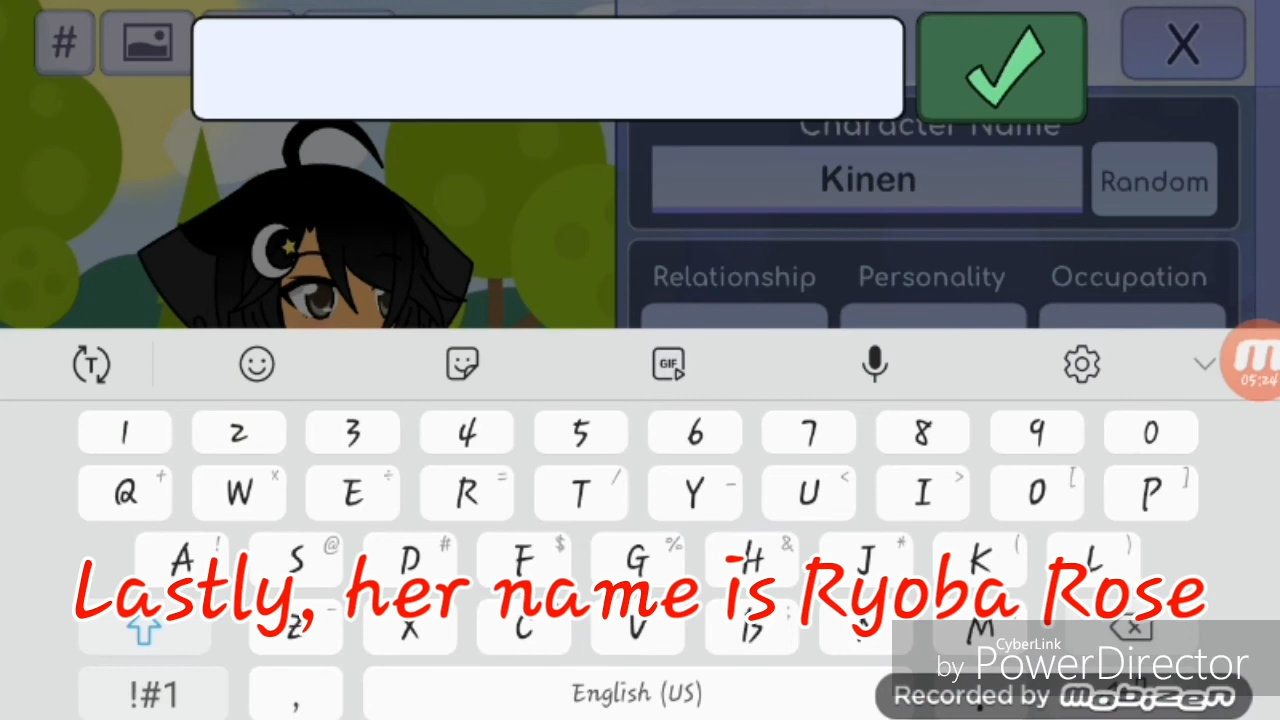 #
X
Character Name
Kinen
Random
Relationship Personality Occupation
T
GIF
05:24
1 2 3 4 5 6 7 8 9 0
Q + W × E ÷ R = T / Y - U < I > O [ P ]
A ! S @ D # F $ G % H & J * K ( L )
Lastly, her name is Ryoba Rose
Z X C V B ; N M
CyberLink
by PowerDirector
!#1 , English (US)
Recorded by mobizen